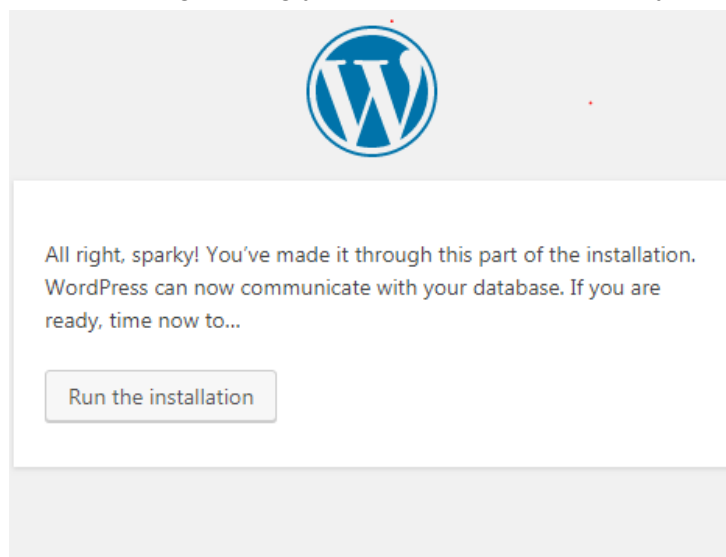 All right, sparky! You've made it through this part of the installation.
WordPress can now communicate with your database. If you are
ready, time now to…
Run the installation